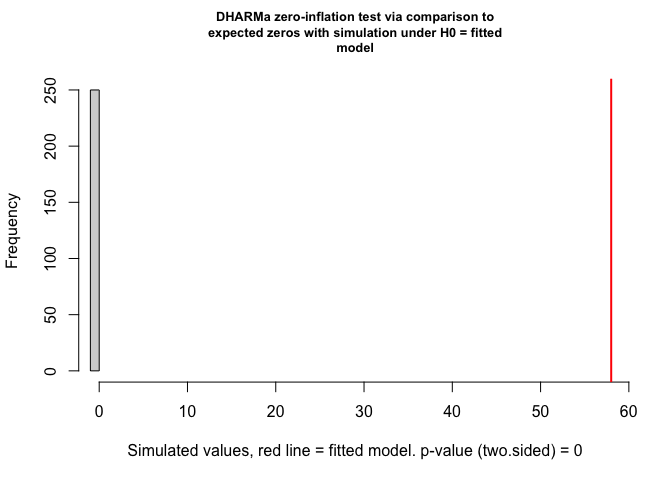 DHARMa zero-inflation test via comparison to
expected zeros with simulation under H0 = fitted
model
Frequency
250
200
150
100
50
0
0 10 20 30 40 50 60
Simulated values, red line = fitted model. p-value (two.sided) = 0